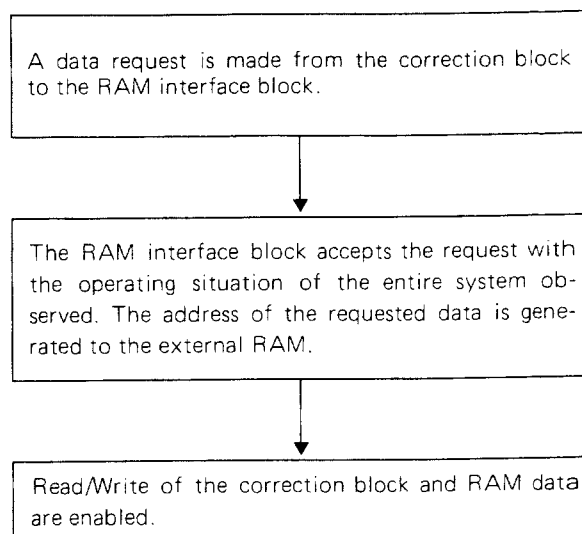 A data request is made from the correction block
to the RAM interface block.
The RAM interface block accepts the request with
the operating situation of the entire system ob-
served. The address of the requested data is gene-
rated to the external RAM.
Read/Write of the correction block and RAM data
are enabled.